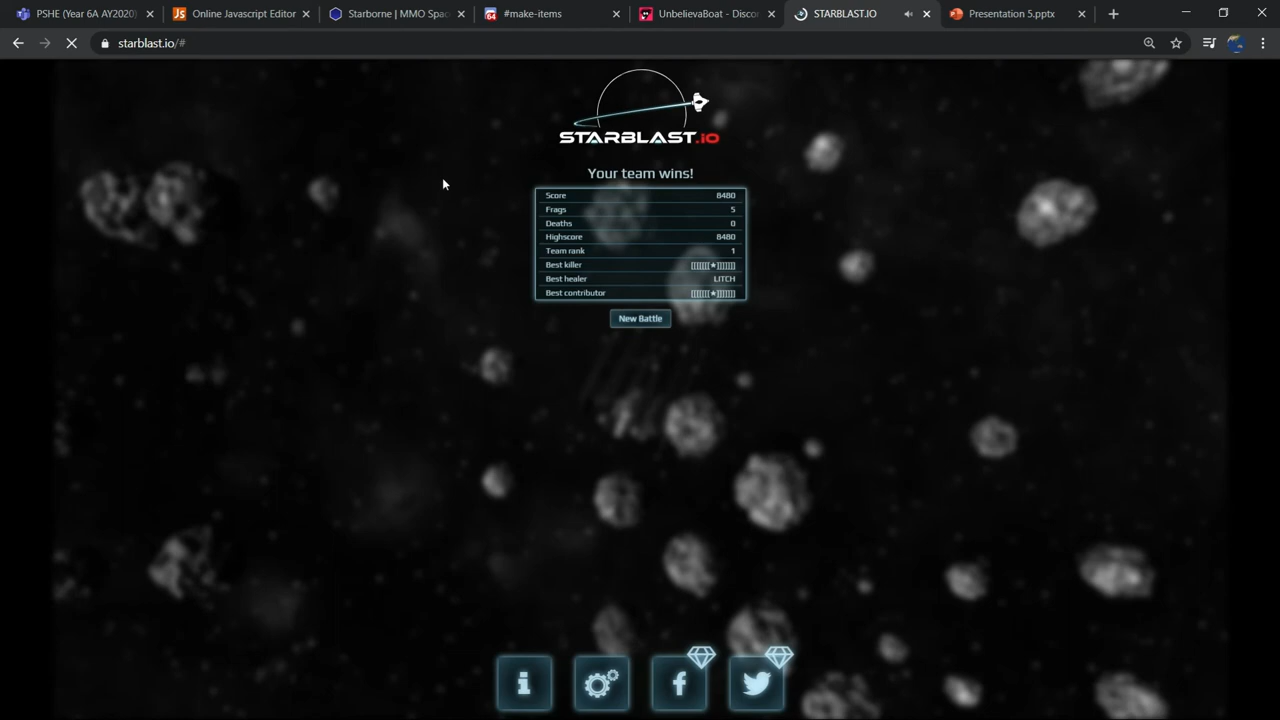 PSHE (Year 6A AY2020)
Online Javascript Editor
Starborne | MMO Spac
#make-items
UnbelievaBoat - Discor
STARBLAST.IO
Presentation 5.pptx
starblast.io/#
STARBLAST.IO
Your team wins!
Score 8480
Frags 5
Deaths 0
Highscore 8480
Team rank 1
Best killer [[[[[[[★]]]]]]]
Best healer LITCH
Best contributor [[[[[[[★]]]]]]]
New Battle